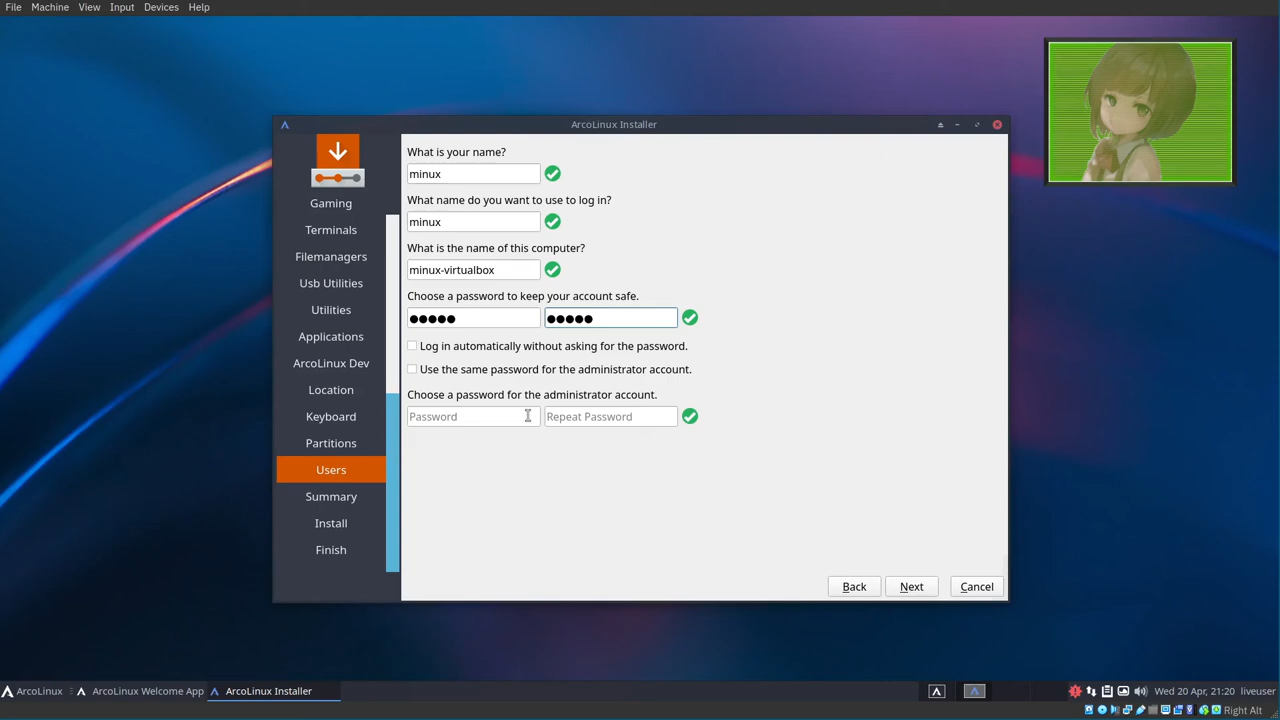 File Machine View Input Devices Help
ArcoLinux Installer
Gaming
Terminals
Filemanagers
Usb Utilities
Utilities
Applications
ArcoLinux Dev
Location
Keyboard
Partitions
Users
Summary
Install
Finish
What is your name?
minux
What name do you want to use to log in?
minux
What is the name of this computer?
minux-virtualbox
Choose a password to keep your account safe.
●●●●● ●●●●●
Log in automatically without asking for the password.
Use the same password for the administrator account.
Choose a password for the administrator account.
Password Repeat Password
Back Next Cancel
ArcoLinux ArcoLinux Welcome App ArcoLinux Installer Wed 20 Apr, 21:20 liveuser
Right Alt